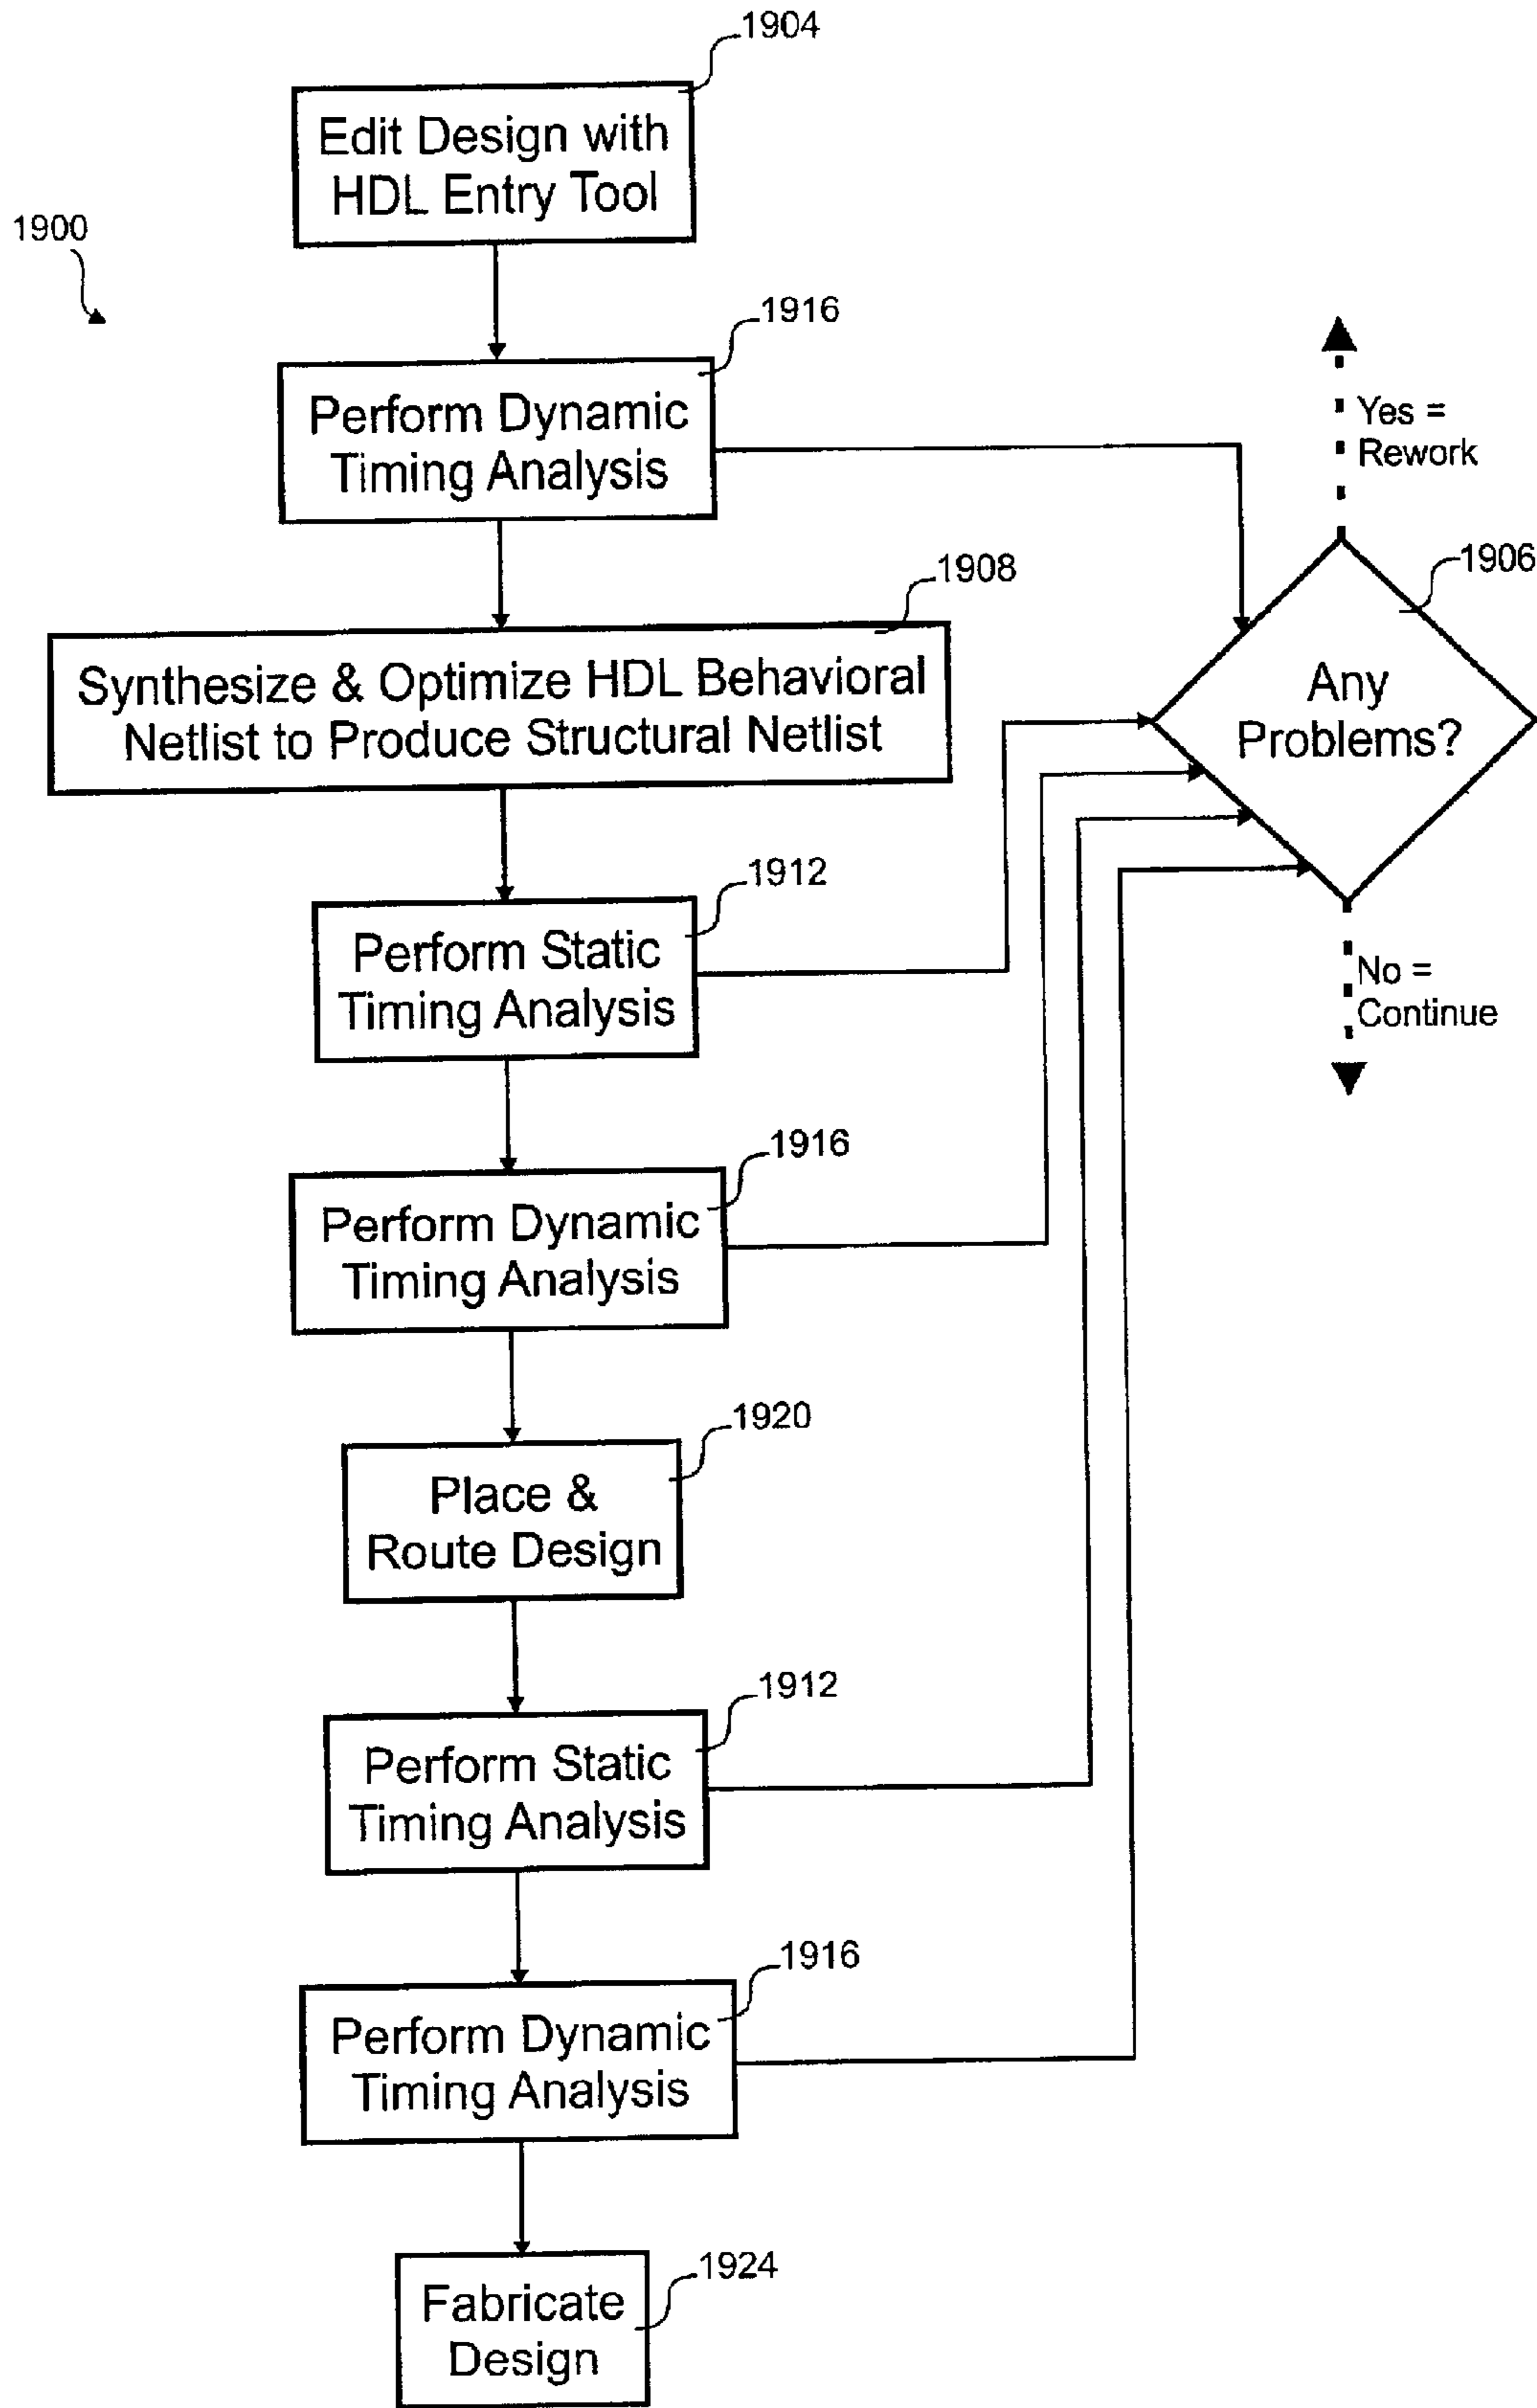 1904
Edit Design with
HDL Entry Tool
1900
1916
Perform Dynamic
Timing Analysis
Yes =
Rework
1908
1906
Synthesize & Optimize HDL Behavioral
Netlist to Produce Structural Netlist
Any
Problems?
1912
Perform Static
Timing Analysis
No =
Continue
1916
Perform Dynamic
Timing Analysis
1920
Place &
Route Design
1912
Perform Static
Timing Analysis
1916
Perform Dynamic
Timing Analysis
1924
Fabricate
Design